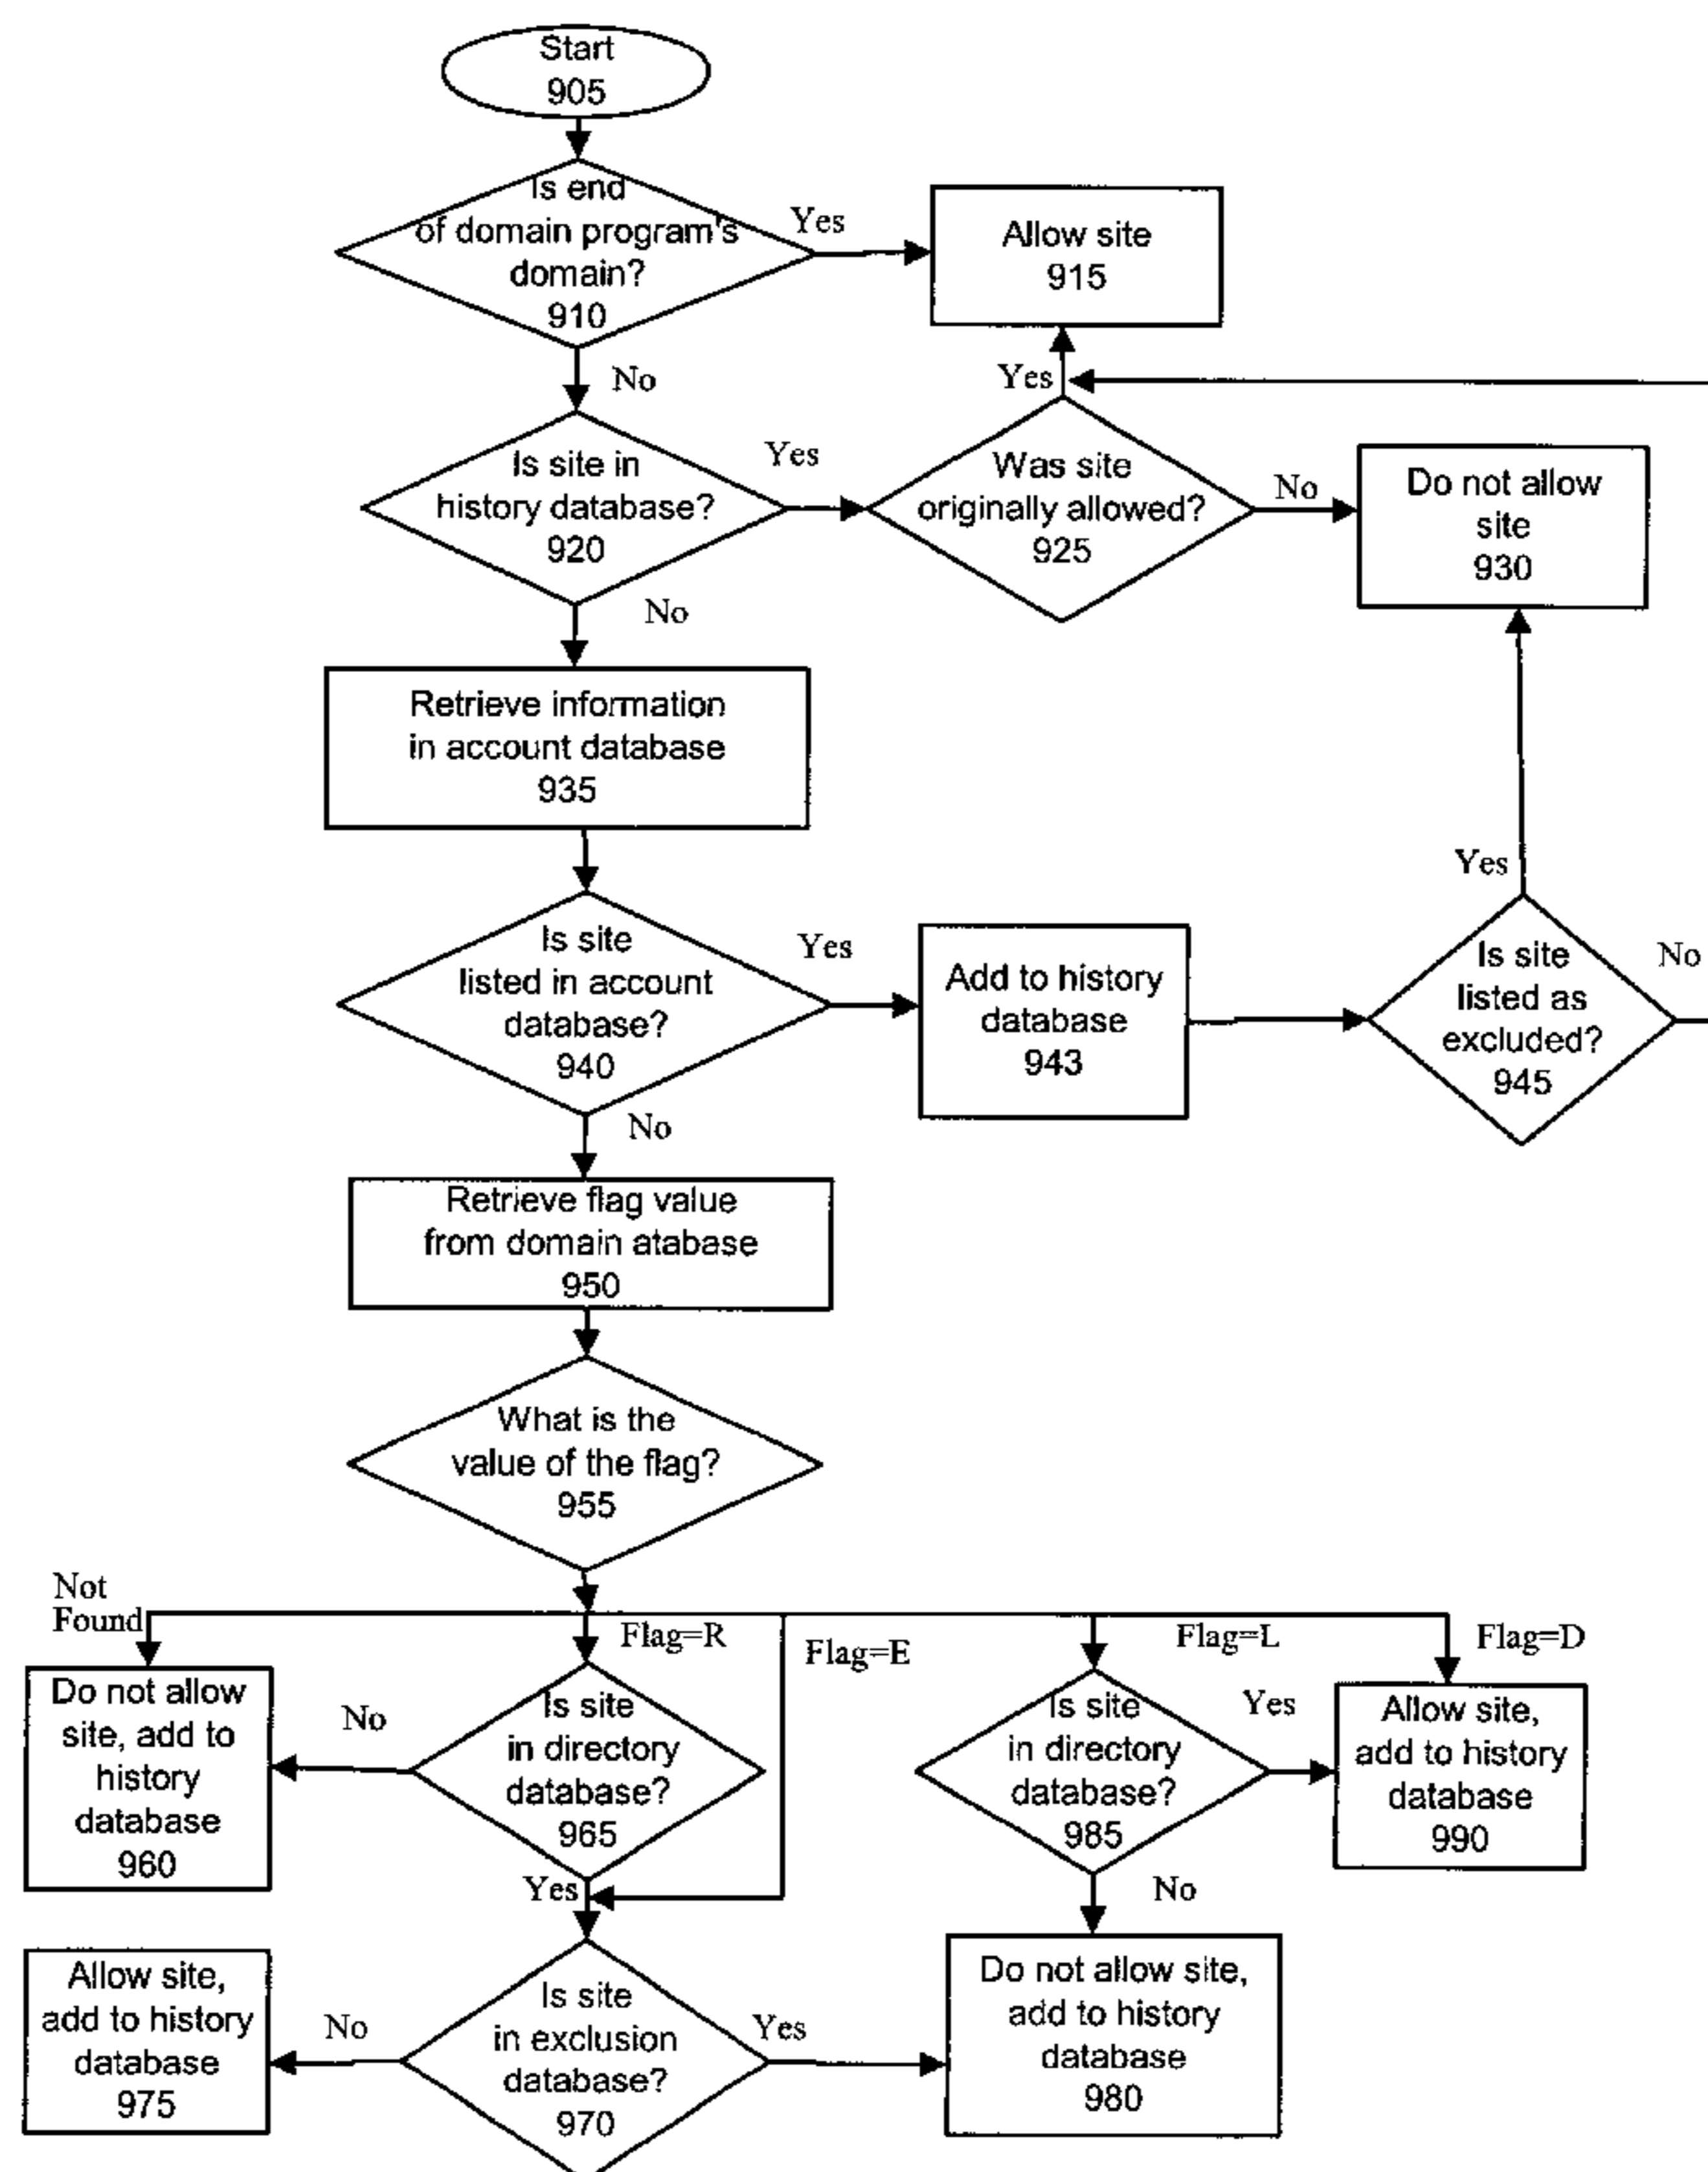 Start
905
Is end
of domain program's
domain?
910
Yes
Allow site
915
No
Yes
Is site in
history database?
920
Yes
Was site
originally allowed?
925
No
Do not allow
site
930
No
Retrieve information
in account database
935
Yes
Is site
listed in account
database?
940
Yes
Add to history
database
943
Is site
listed as
excluded?
945
No
No
Retrieve flag value
from domain atabase
950
What is the
value of the flag?
955
Not
Found
Flag=R
Flag=E
Flag=L
Flag=D
Do not allow
site, add to
history
database
960
No
Is site
in directory
database?
965
Is site
in directory
database?
985
Yes
Allow site,
add to history
database
990
Yes
No
Allow site,
add to history
database
975
No
Is site
in exclusion
database?
970
Yes
Do not allow site,
add to history
database
980